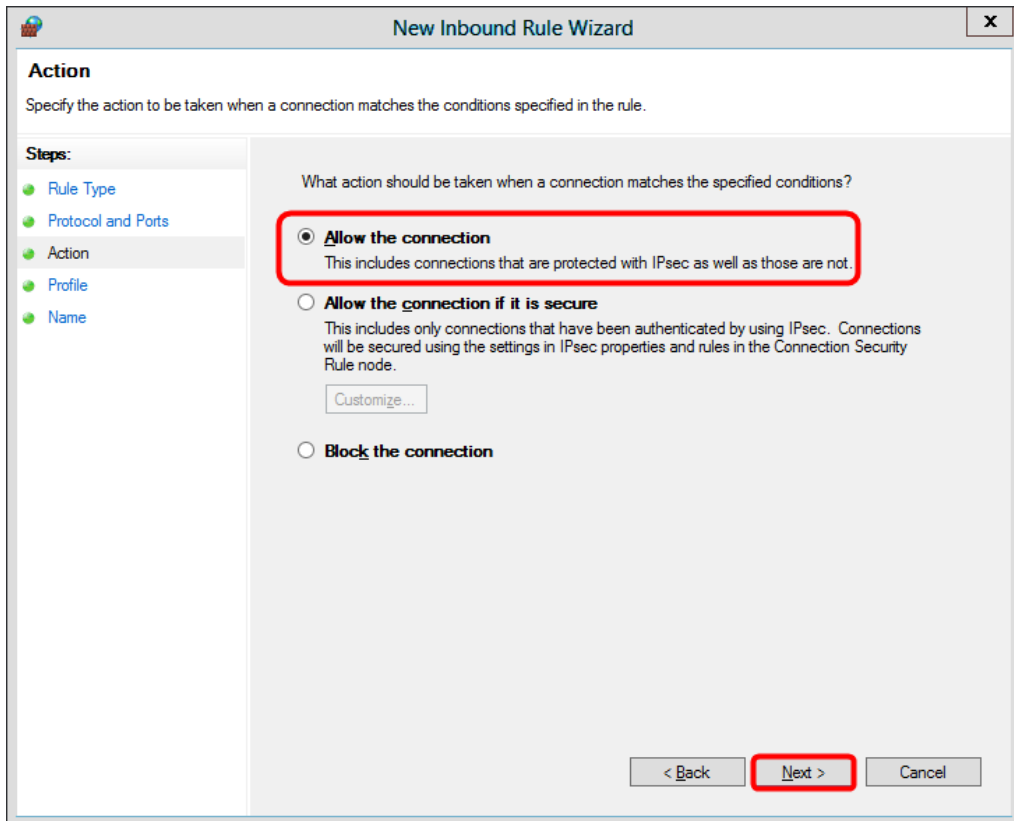 New Inbound Rule Wizard
x
Action
Specify the action to be taken when a connection matches the conditions specified in the rule.
Steps:
Rule Type
Protocol and Ports
Action
Profile
Name
What action should be taken when a connection matches the specified conditions?
Allow the connection
This includes connections that are protected with IPsec as well as those are not.
Allow the connection if it is secure
This includes only connections that have been authenticated by using IPsec. Connections
will be secured using the settings in IPsec properties and rules in the Connection Security
Rule node.
Customize...
Block the connection
< Back
Next >
Cancel